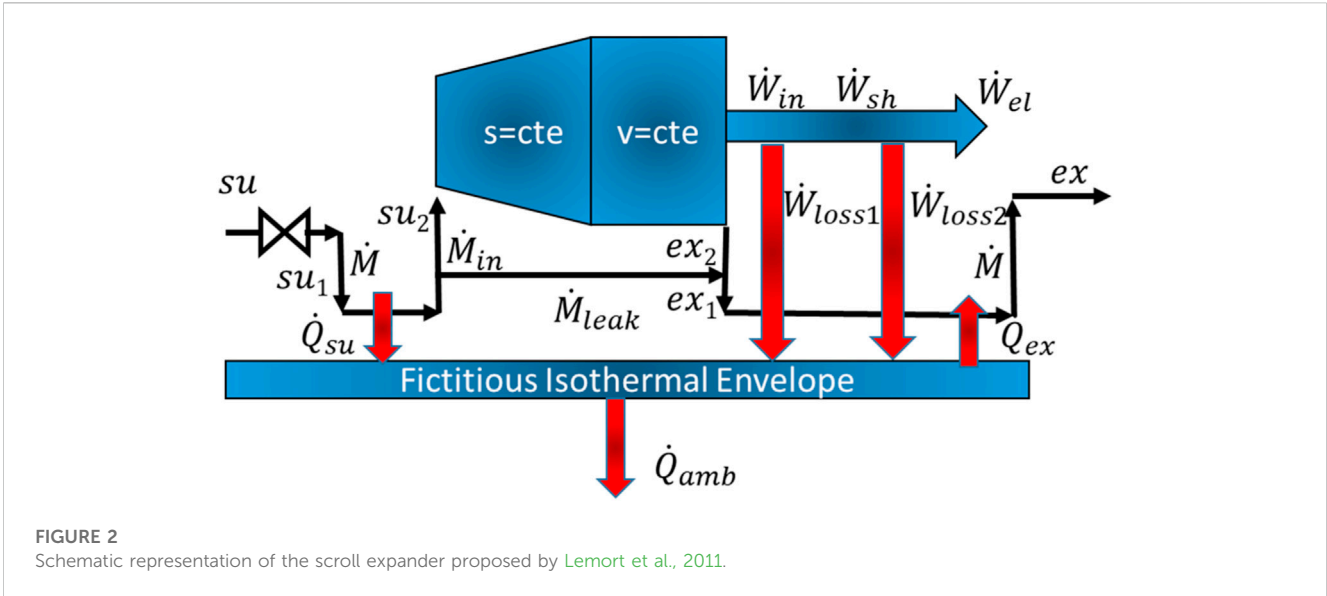 Ẇin Ẇsh Ẇel
s=cte v=cte
su ex
su2 Ẇloss1 Ẇloss2
Ṁ Ṁin ex2 Ṁ
su1
Ṁleak ex1
Q̇su Qex
Fictitious Isothermal Envelope
Q̇amb
FIGURE 2
Schematic representation of the scroll expander proposed by Lemort et al., 2011.